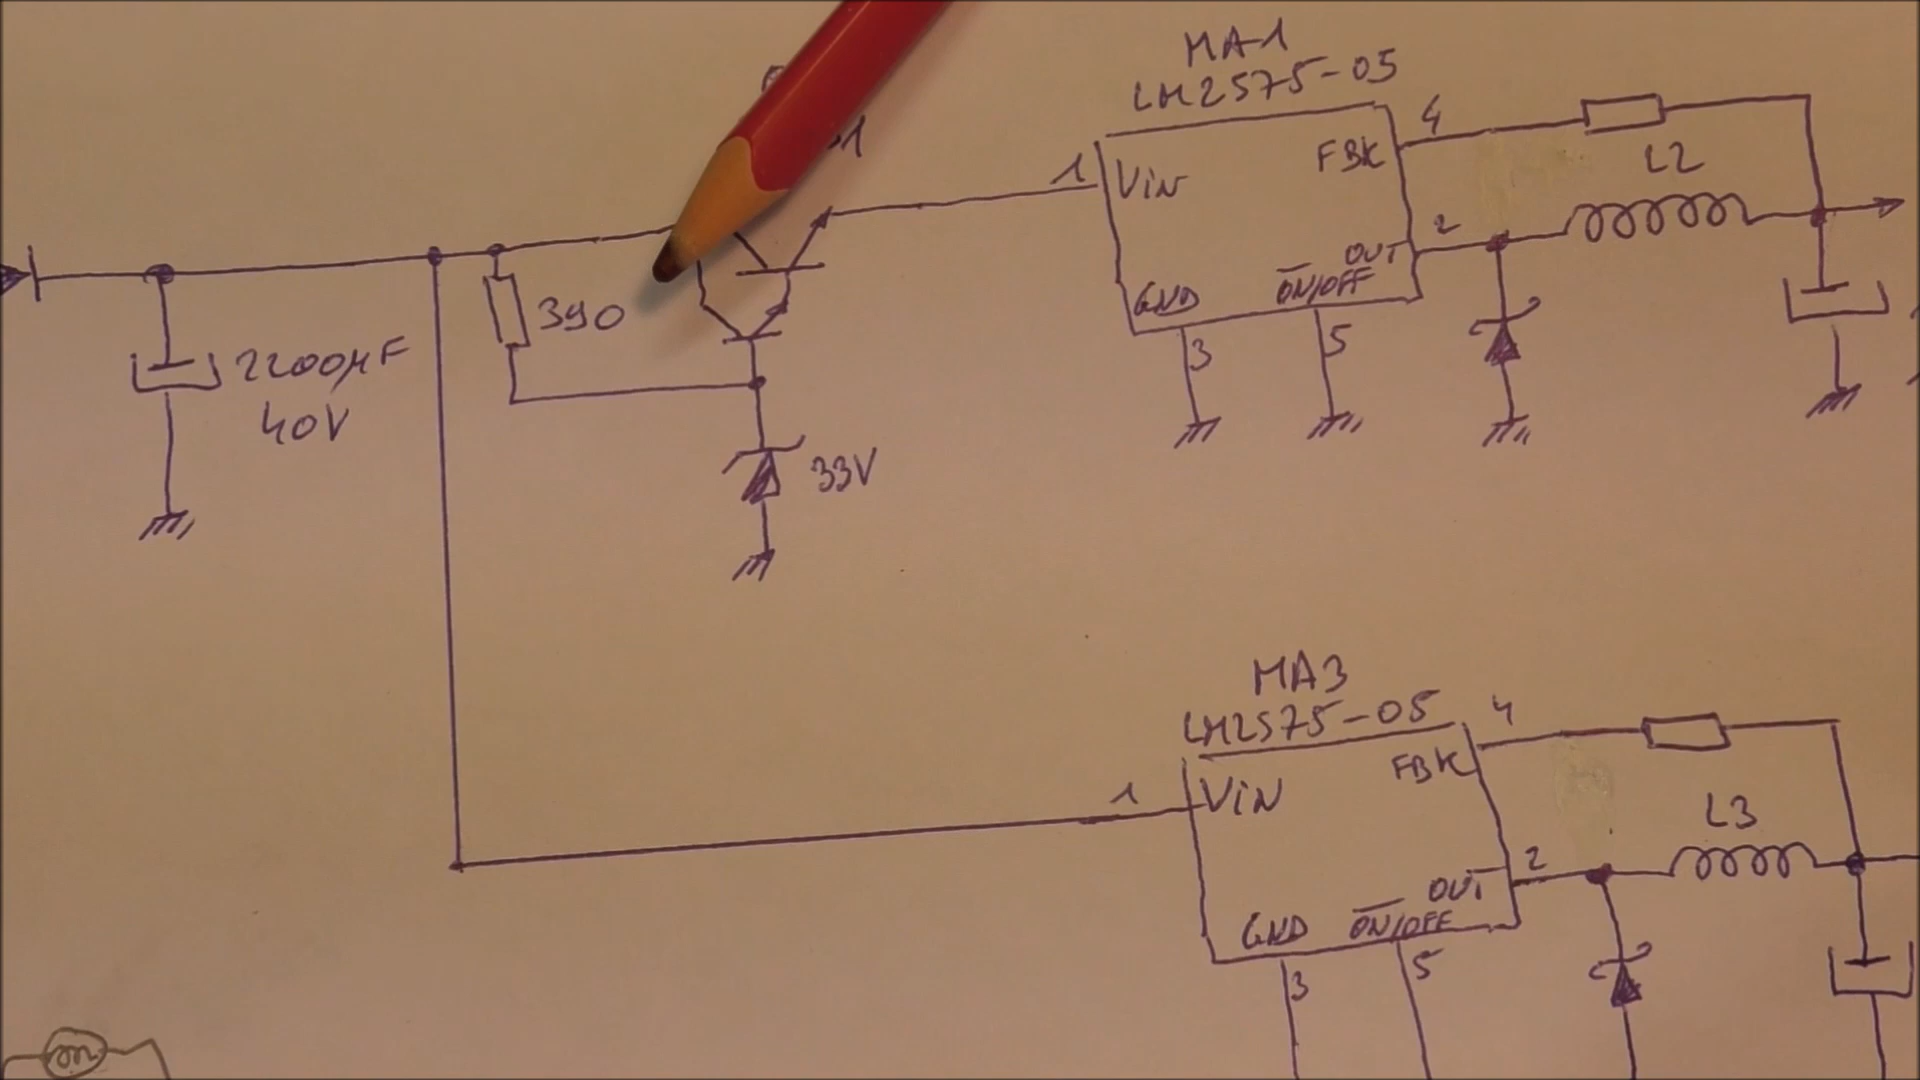 MA1
LM2575-05
4
L2
1
VIN
FBK
2
OUT
GND
ON/OFF
3
5
390
2200µF
40V
33V
MA3
LM2575-05
4
FBK
1
VIN
L3
2
OUT
GND
ON/OFF
3
5